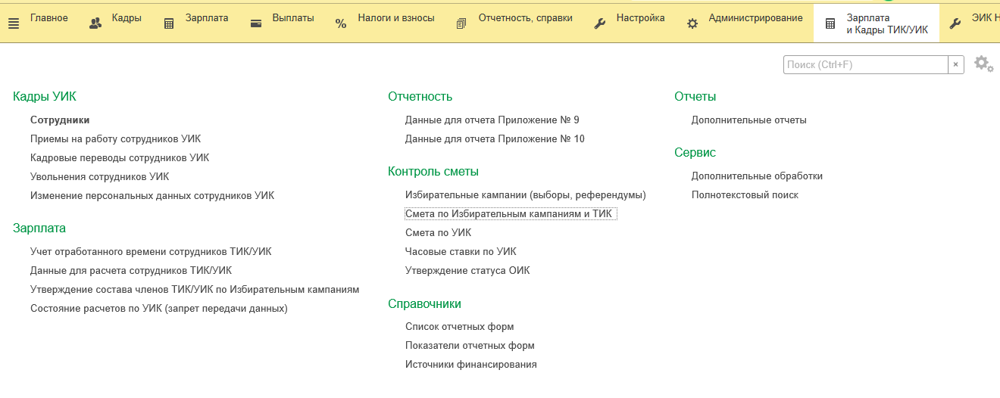 Главное
Кадры
Зарплата
Выплаты
Налоги и взносы
Отчетность, справки
Настройка
Администрирование
Зарплата
и Кадры ТИК/УИК
ЭИК Н
Поиск (Ctrl+F)
×
Кадры УИК
Сотрудники
Приемы на работу сотрудников УИК
Кадровые переводы сотрудников УИК
Увольнения сотрудников УИК
Изменение персональных данных сотрудников УИК
Зарплата
Учет отработанного времени сотрудников ТИК/УИК
Данные для расчета сотрудников ТИК/УИК
Утверждение состава членов ТИК/УИК по Избирательным кампаниям
Состояние расчетов по УИК (запрет передачи данных)
Отчетность
Данные для отчета Приложение № 9
Данные для отчета Приложение № 10
Контроль сметы
Избирательные кампании (выборы, референдумы)
Смета по Избирательным кампаниям и ТИК
Смета по УИК
Часовые ставки по УИК
Утверждение статуса ОИК
Справочники
Список отчетных форм
Показатели отчетных форм
Источники финансирования
Отчеты
Дополнительные отчеты
Сервис
Дополнительные обработки
Полнотекстовый поиск